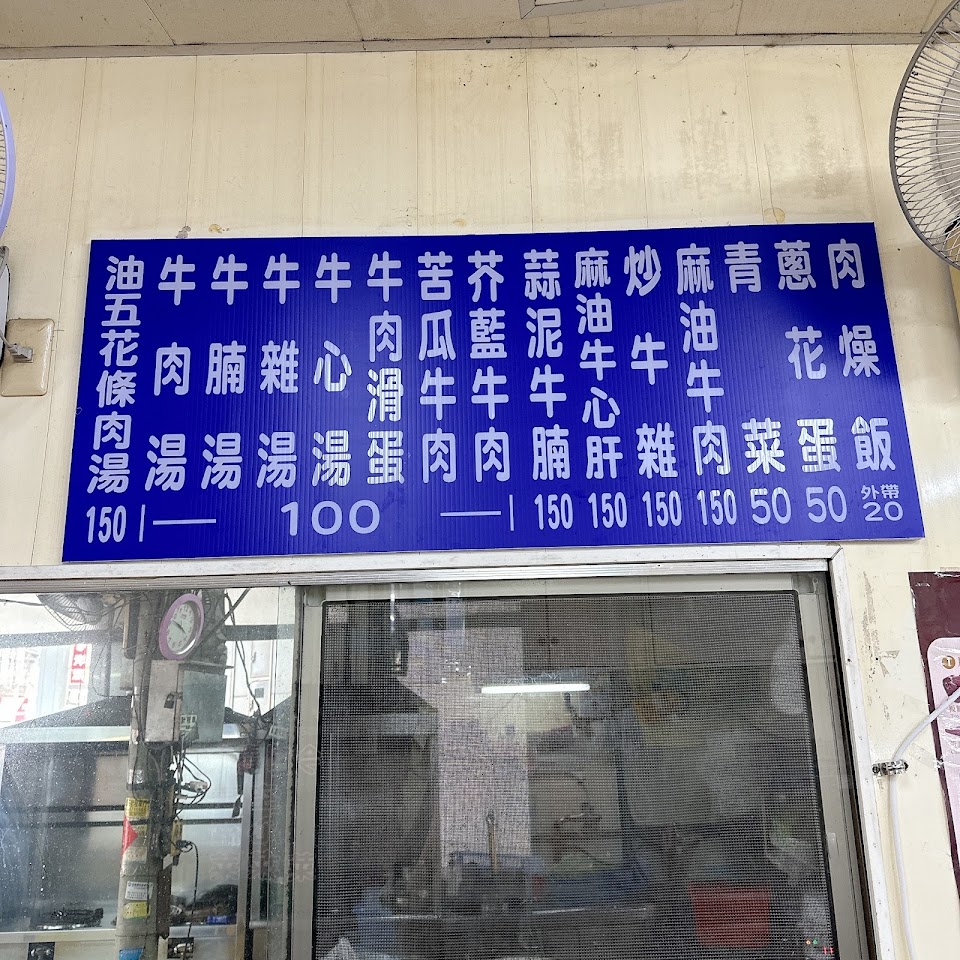 肉燥飯
外帶
20
蔥花蛋
50
青菜
50
麻油牛肉
150
炒牛雜
150
麻油牛心肝
150
蒜泥牛腩
150
芥藍牛肉
苦瓜牛肉
牛肉滑蛋
牛心湯
牛雜湯
牛腩湯
牛肉湯
100
油五花條肉湯
150